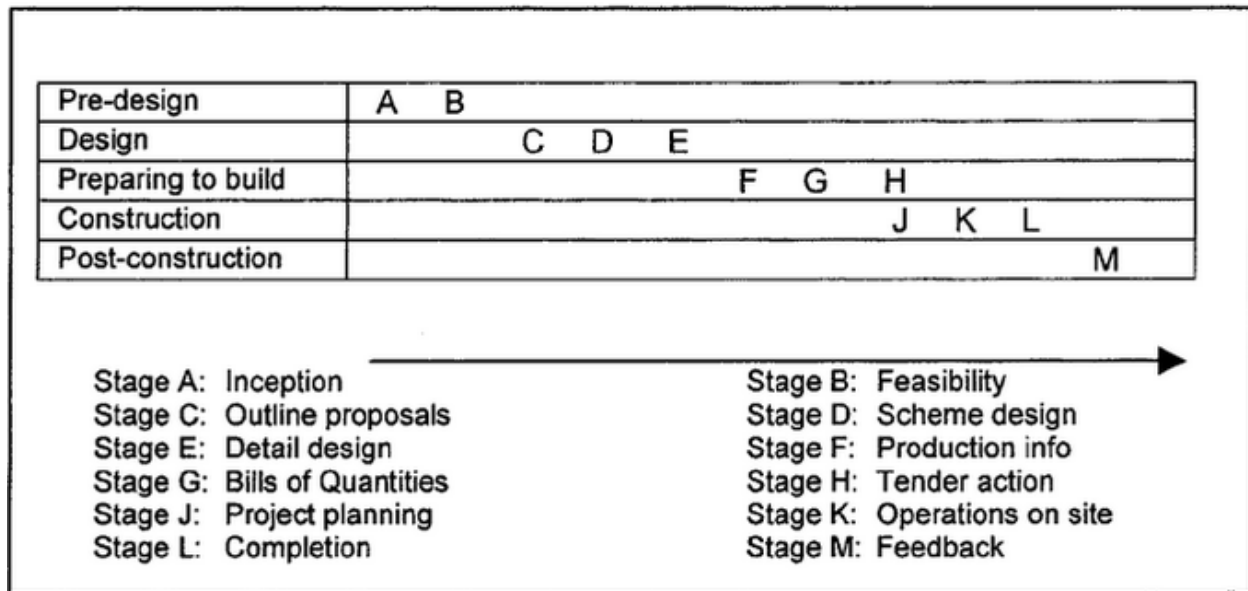 Pre-design A B
Design C D E
Preparing to build F G H
Construction J K L
Post-construction M
Stage A: Inception Stage B: Feasibility
Stage C: Outline proposals Stage D: Scheme design
Stage E: Detail design Stage F: Production info
Stage G: Bills of Quantities Stage H: Tender action
Stage J: Project planning Stage K: Operations on site
Stage L: Completion Stage M: Feedback